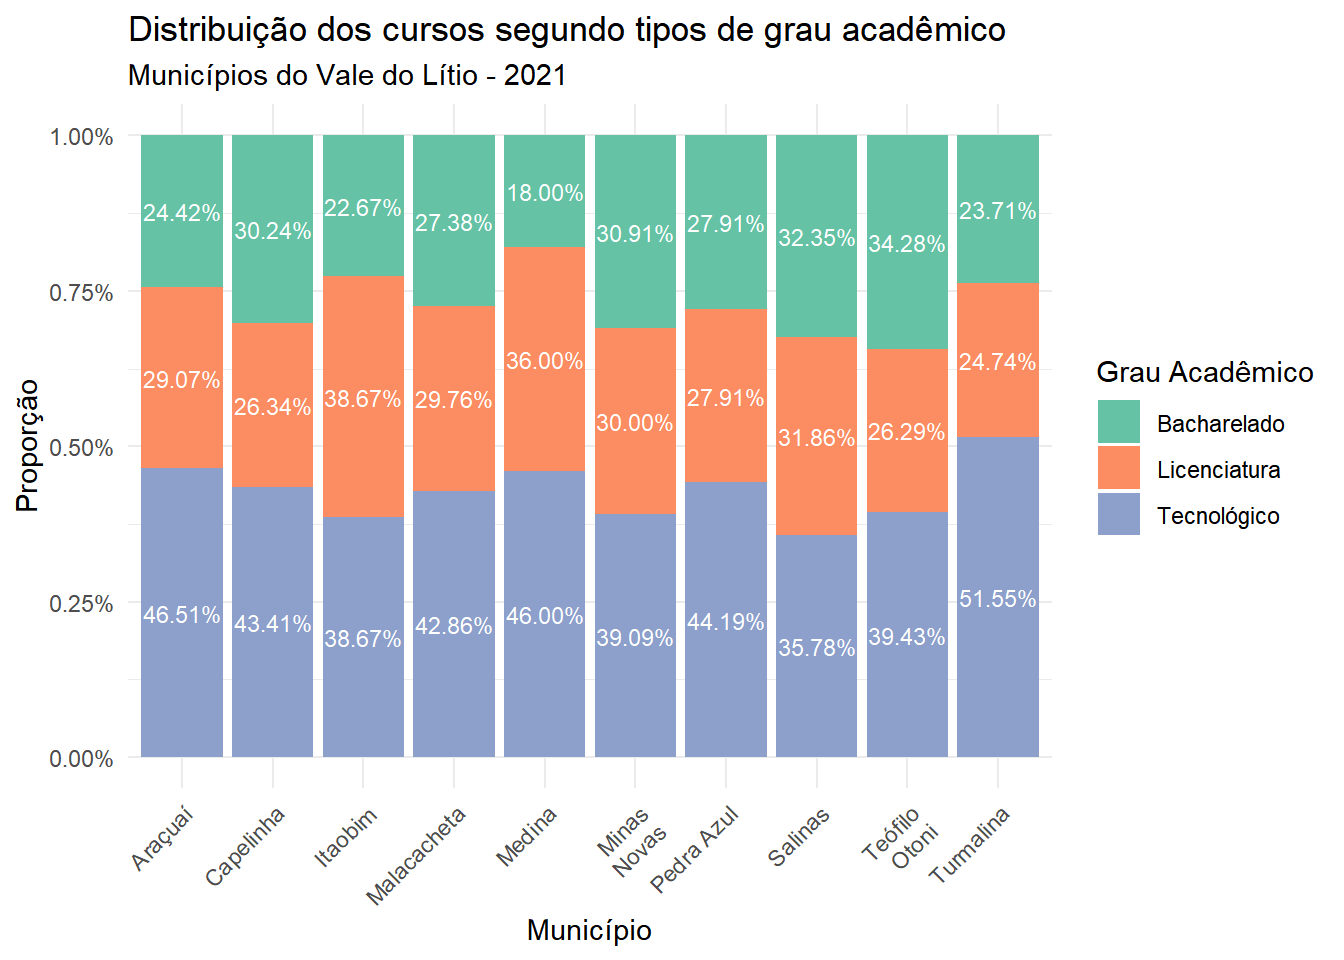 Distribuição dos cursos segundo tipos de grau acadêmico
Municípios do Vale do Lítio - 2021
Proporção
1.00%
0.75%
0.50%
0.25%
0.00%
24.42%
30.24%
22.67%
27.38%
18.00%
30.91%
27.91%
32.35%
34.28%
23.71%
29.07%
26.34%
38.67%
29.76%
36.00%
30.00%
27.91%
31.86%
26.29%
24.74%
46.51%
43.41%
38.67%
42.86%
46.00%
39.09%
44.19%
35.78%
39.43%
51.55%
Araçuaí
Capelinha
Itaobim
Malacacheta
Medina
Minas
Novas
Pedra Azul
Salinas
Teófilo
Otoni
Turmalina
Município
Grau Acadêmico
Bacharelado
Licenciatura
Tecnológico